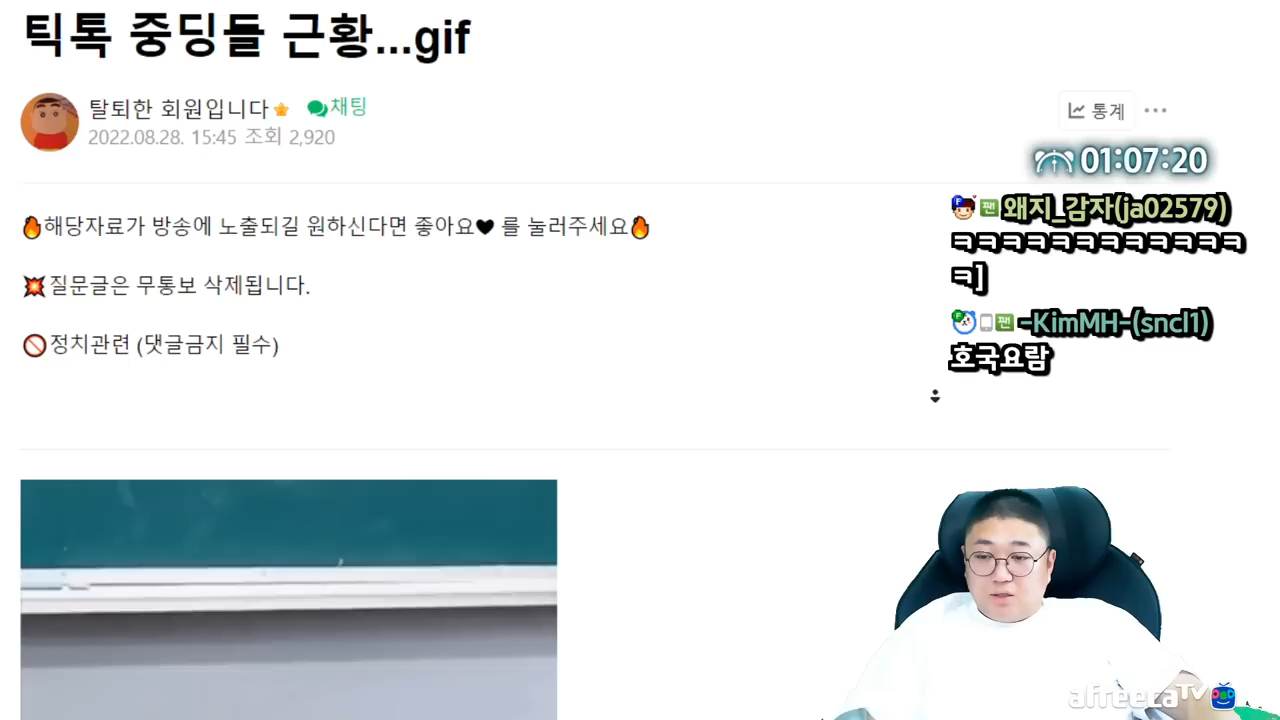 틱톡 중딩들 근황...gif
탈퇴한 회원입니다 채팅
2022.08.28. 15:45 조회 2,920
통계
01:07:20
🔥해당자료가 방송에 노출되길 원하신다면 좋아요🖤 를 눌러주세요🔥
💥질문글은 무통보 삭제됩니다.
🚫정치관련 (댓글금지 필수)
F 팬 왜지_감자(ja02579)
ㅋㅋㅋㅋㅋㅋㅋㅋㅋㅋㅋㅋ
ㅋ]
F 팬 -KimMH-(sncl1)
호국요람
afreecaTV